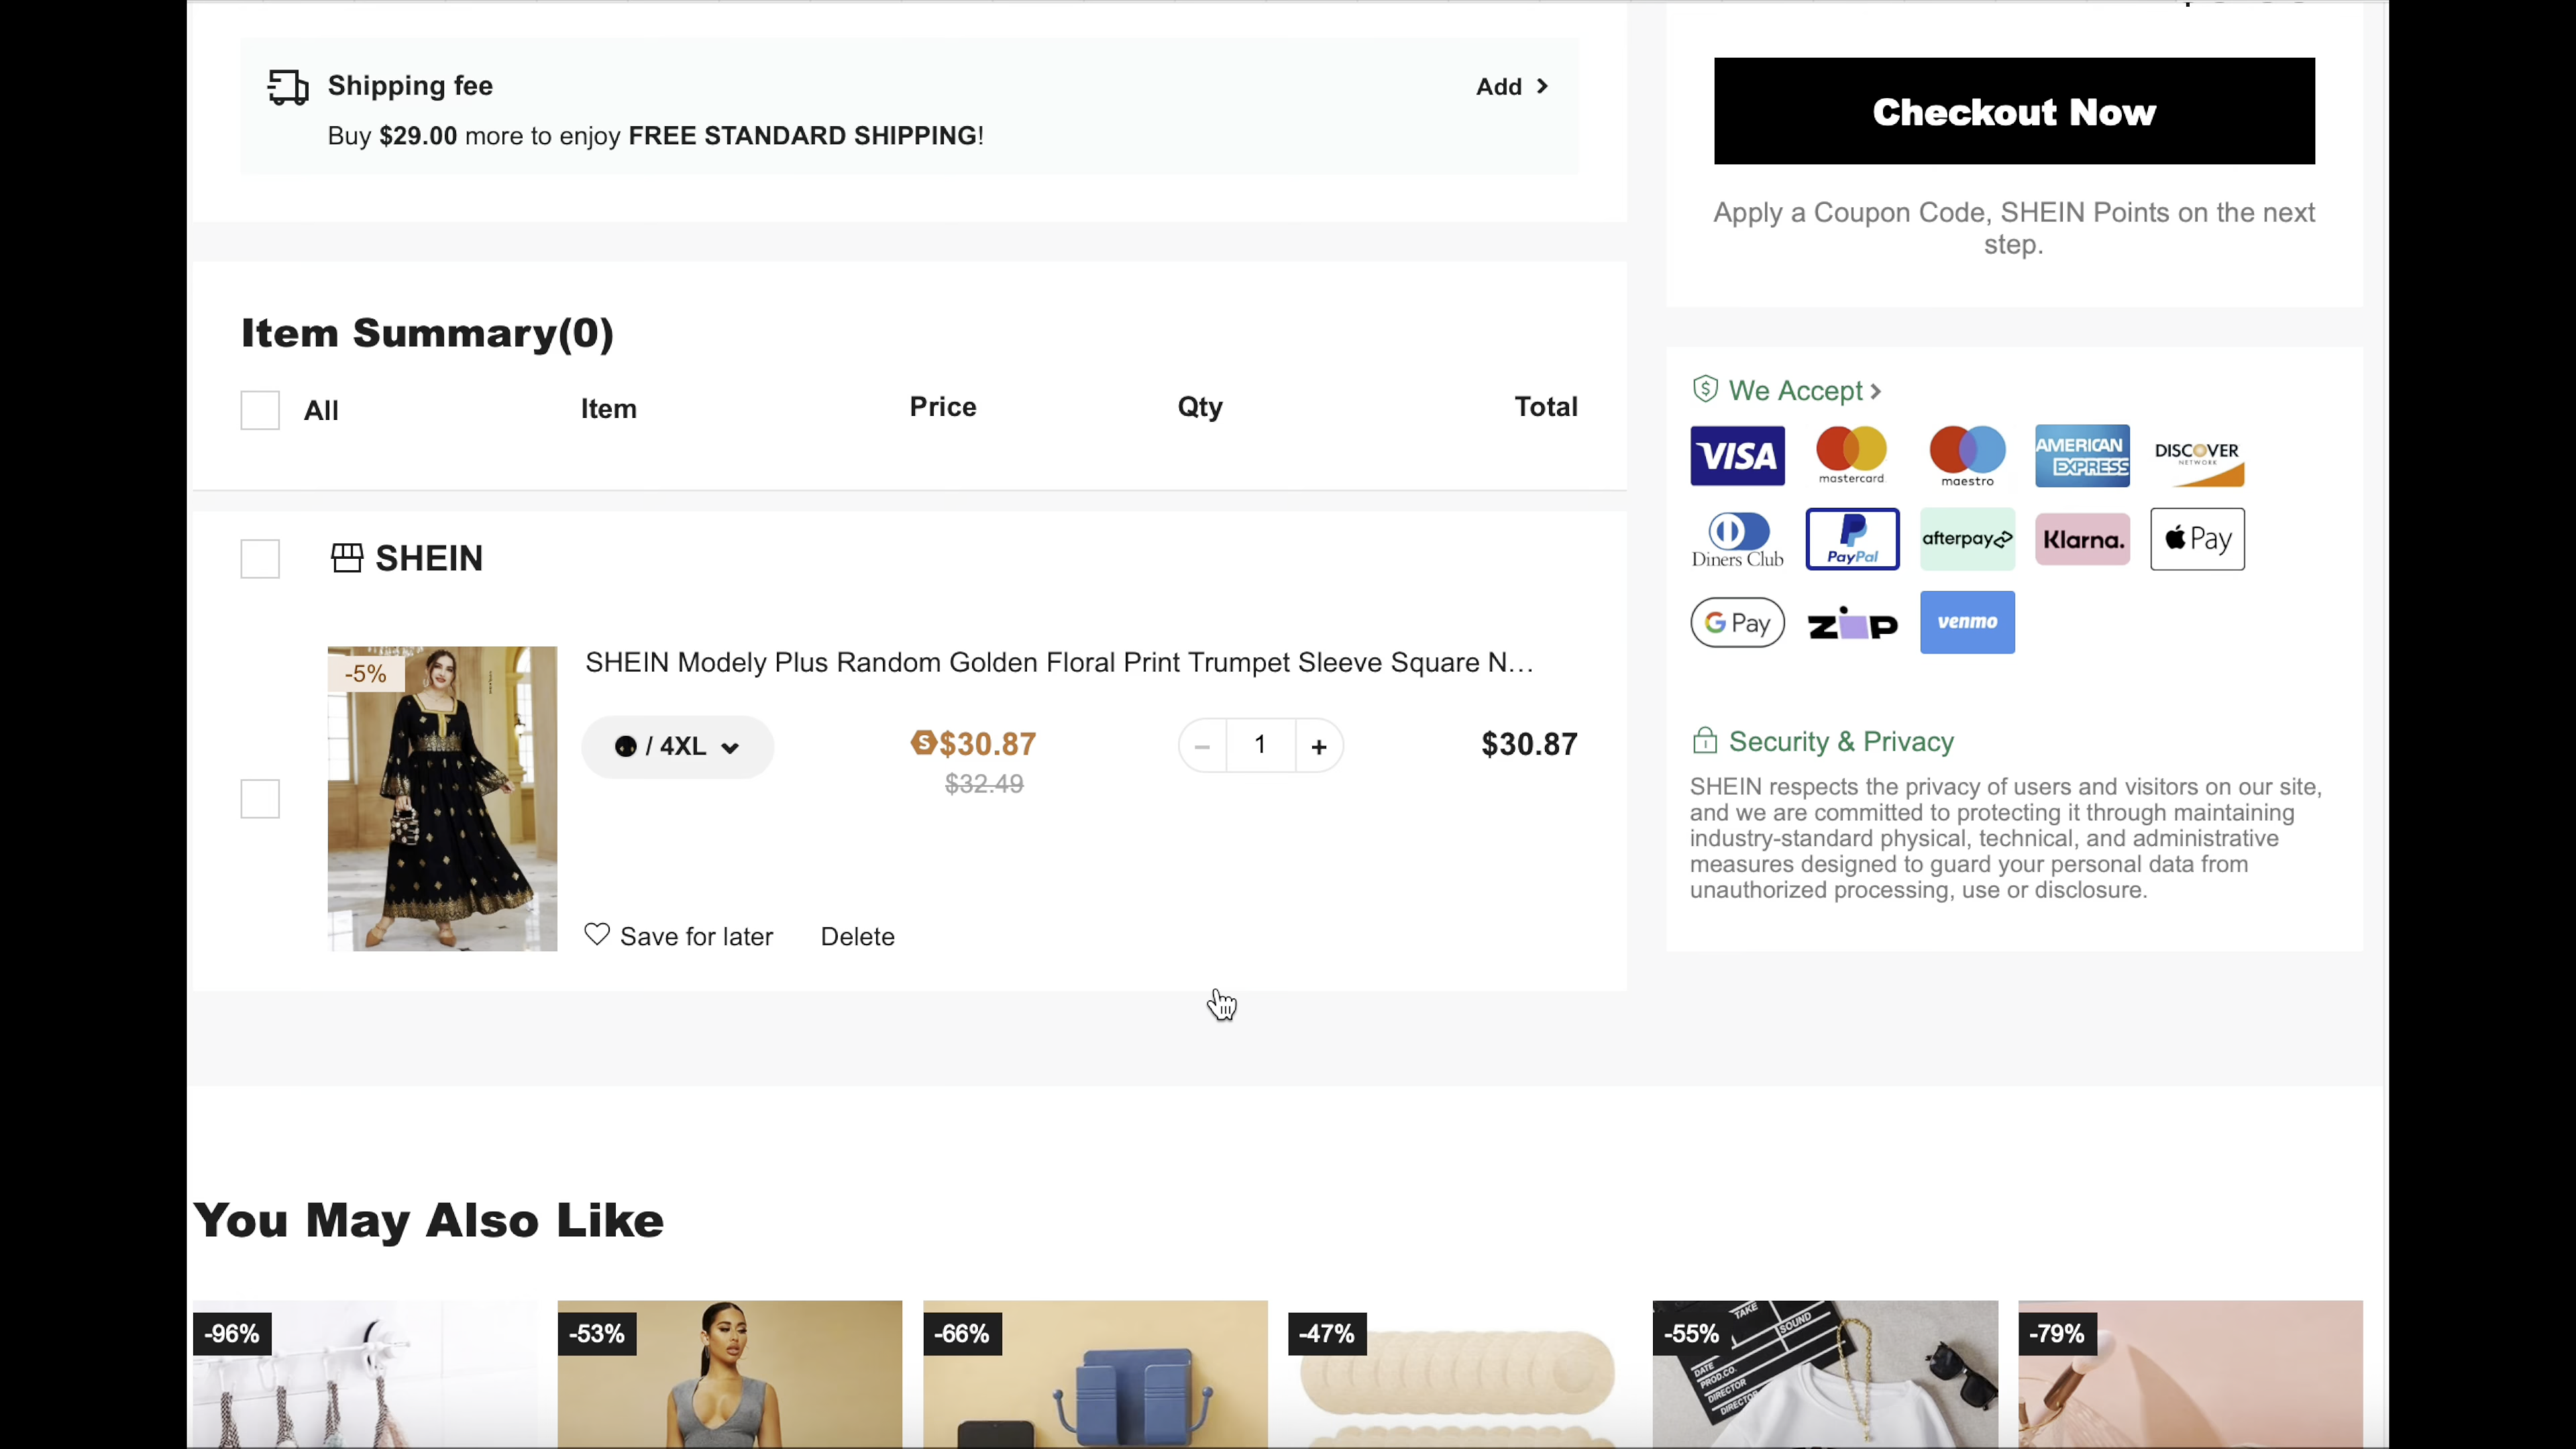 Shipping fee
Add
Buy $29.00 more to enjoy FREE STANDARD SHIPPING!
Checkout Now
Apply a Coupon Code, SHEIN Points on the next
step.
Item Summary(0)
All Item Price Qty Total
We Accept
VISA mastercard maestro AMERICAN EXPRESS DISCOVER NETWORK
Diners Club PayPal afterpay Klarna. Pay
G Pay ZIP venmo
SHEIN
-5%
SHEIN Modely Plus Random Golden Floral Print Trumpet Sleeve Square N...
/ 4XL
$30.87
$32.49
1
$30.87
Save for later Delete
Security & Privacy
SHEIN respects the privacy of users and visitors on our site,
and we are committed to protecting it through maintaining
industry-standard physical, technical, and administrative
measures designed to guard your personal data from
unauthorized processing, use or disclosure.
You May Also Like
-96% -53% -66% -47% -55% -79%
TAKE
SOUND
DATE
PROD.CO.
DIRECTOR